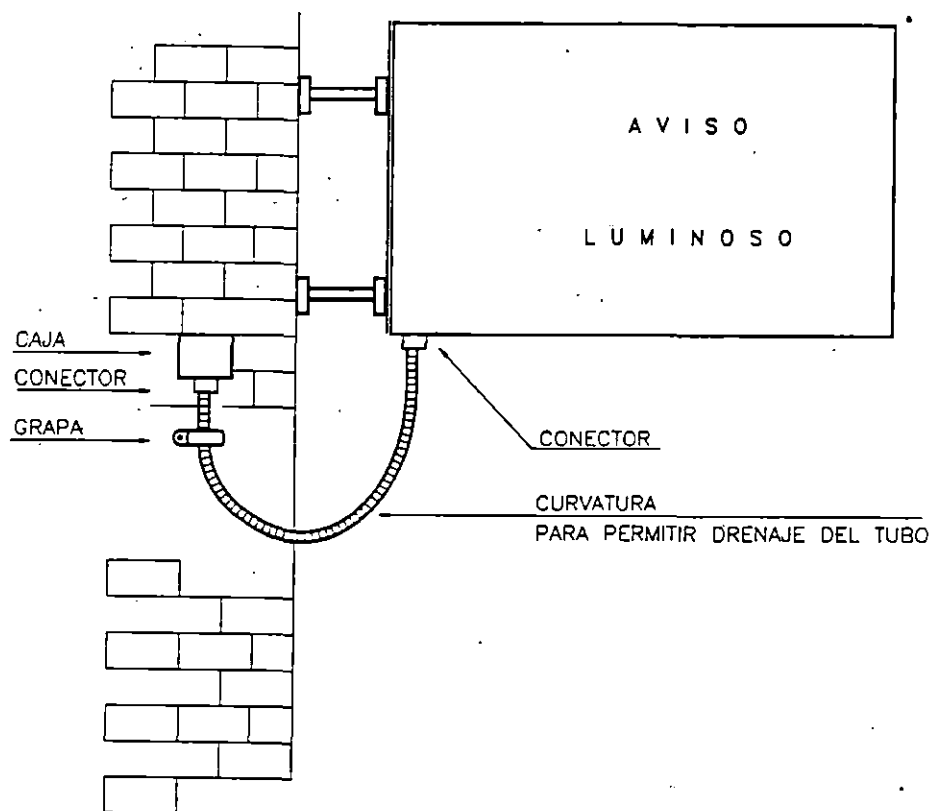 AVISO
LUMINOSO
CAJA
CONECTOR
GRAPA
CONECTOR
CURVATURA
PARA PERMITIR DRENAJE DEL TUBO